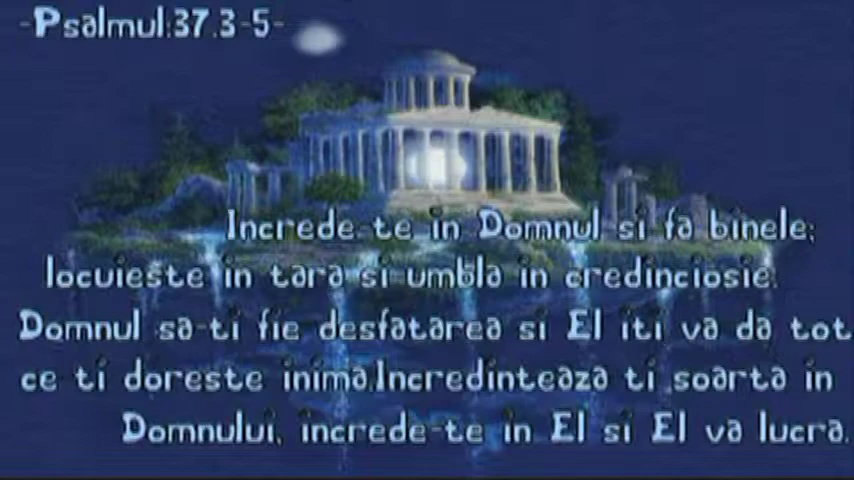 -Psalmul:37.3-5-
Increde-te in Domnul si fa binele;
locuieste in tara si umbla in credinciosie.
Domnul sa-ti fie desfatarea si El iti va da tot
ce ti doreste inima.Incredinteaza ti soarta in
Domnului, increde-te in El si El va lucra.